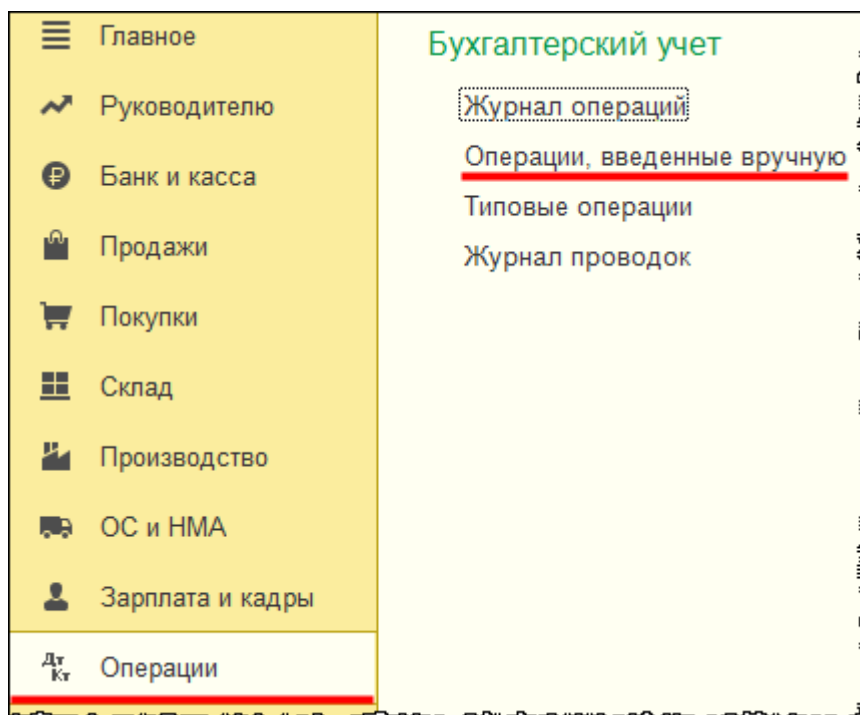 Главное
Руководителю
Банк и касса
Продажи
Покупки
Склад
Производство
ОС и НМА
Зарплата и кадры
Дт
Кт
Операции
Бухгалтерский учет
Журнал операций
Операции, введенные вручную
Типовые операции
Журнал проводок